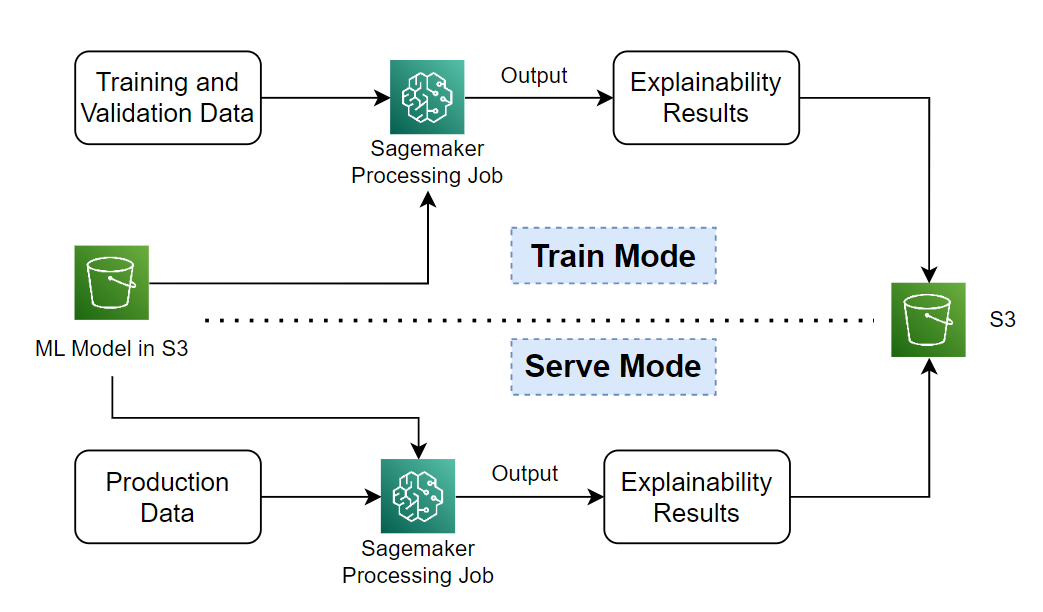 Training and
Validation Data
Output
Explainability
Results
Sagemaker
Processing Job
Train Mode
ML Model in S3
S3
Serve Mode
Production
Data
Output
Explainability
Results
Sagemaker
Processing Job